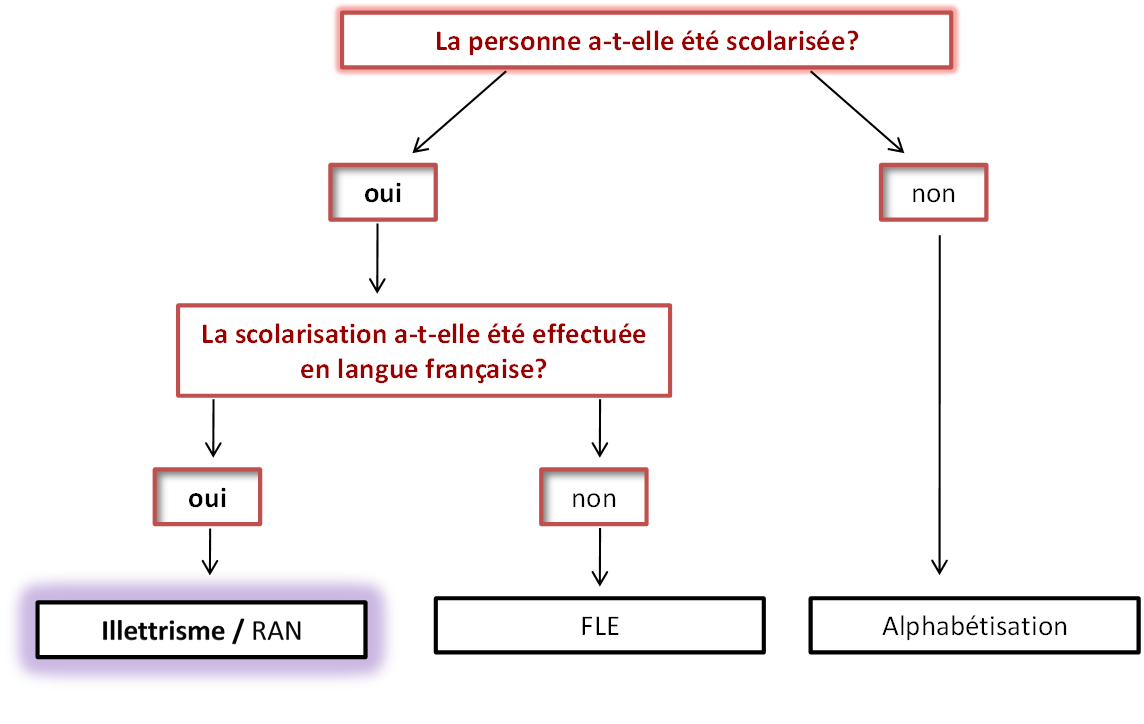 La personne a-t-elle été scolarisée?
oui
non
La scolarisation a-t-elle été effectuée
en langue française?
oui
non
Illettrisme / RAN
FLE
Alphabétisation